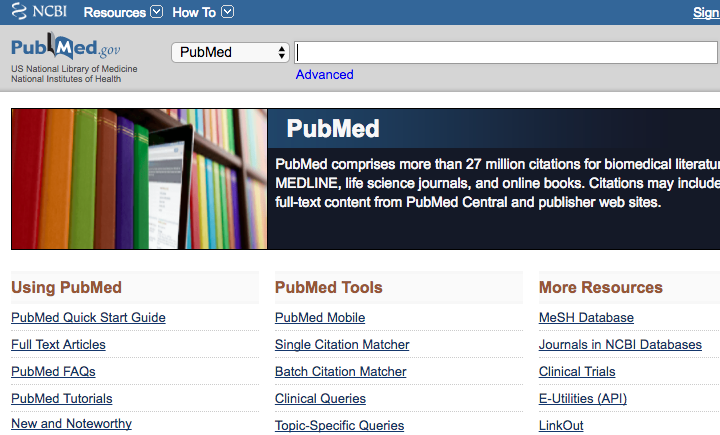 NCBI Resources How To Sign
PubMed.gov
US National Library of Medicine
National Institutes of Health
PubMed
Advanced
PubMed
PubMed comprises more than 27 million citations for biomedical literatur
MEDLINE, life science journals, and online books. Citations may include
full-text content from PubMed Central and publisher web sites.
Using PubMed
PubMed Quick Start Guide
Full Text Articles
PubMed FAQs
PubMed Tutorials
New and Noteworthy
PubMed Tools
PubMed Mobile
Single Citation Matcher
Batch Citation Matcher
Clinical Queries
Topic-Specific Queries
More Resources
MeSH Database
Journals in NCBI Databases
Clinical Trials
E-Utilities (API)
LinkOut